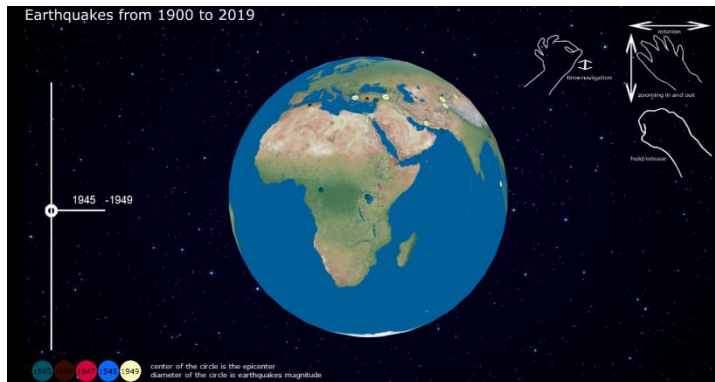 Earthquakes from 1900 to 2019
rotation
time navigation
zooming in and out
hold/release
1945 -1949
1945 1946 1947 1948 1949
center of the circle is the epicenter
diameter of the circle is earthquakes magnitude